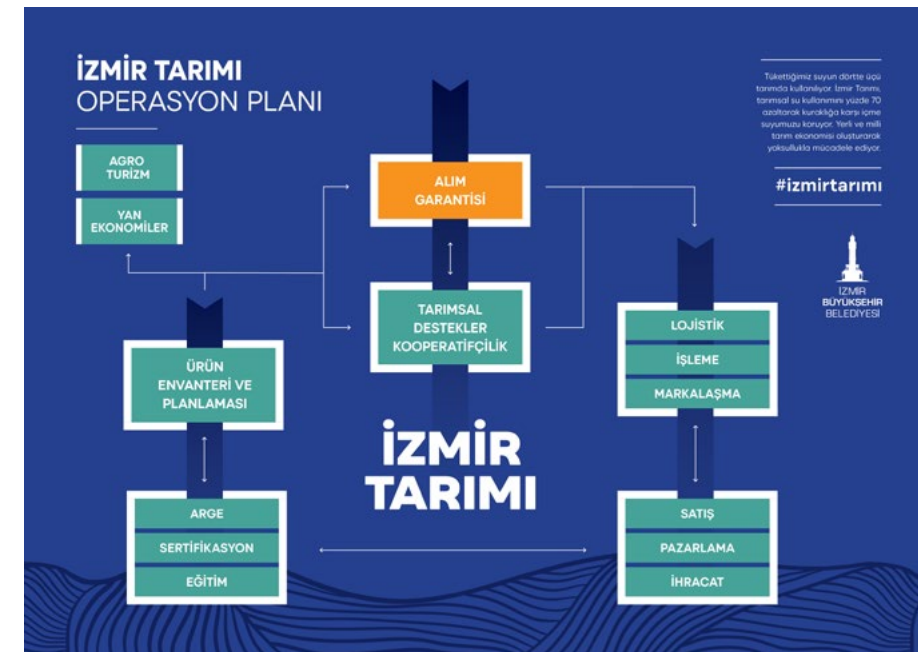 İZMİR TARIMI
OPERASYON PLANI
Tükettiğimiz suyun dörtte üçü
tarımda kullanılıyor. İzmir Tarımı,
tarımsal su kullanımını yüzde 70
azaltarak kuraklığa karşı içme
suyumuzu koruyor. Yerli ve milli
tarım ekonomisi oluşturarak
yoksullukla mücadele ediyor.
#izmirtarımı
İZMİR
BÜYÜKŞEHİR
BELEDİYESİ
AGRO
TURİZM
YAN
EKONOMİLER
ALIM
GARANTİSİ
TARIMSAL
DESTEKLER
KOOPERATİFÇİLİK
ÜRÜN
ENVANTERİ VE
PLANLAMASI
LOJİSTİK
İŞLEME
MARKALAŞMA
İZMİR
TARIMI
ARGE
SERTİFİKASYON
EĞİTİM
SATIŞ
PAZARLAMA
İHRACAT